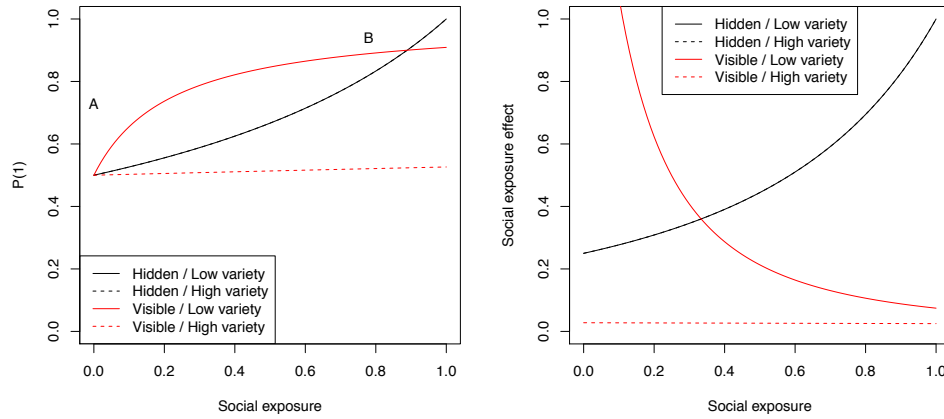 P(1)
1.0
0.8
0.6
0.4
0.2
0.0
A
B
Hidden / Low variety
Hidden / High variety
Visible / Low variety
Visible / High variety
0.0 0.2 0.4 0.6 0.8 1.0
Social exposure
Social exposure effect
1.0
0.8
0.6
0.4
0.2
0.0
Hidden / Low variety
Hidden / High variety
Visible / Low variety
Visible / High variety
0.0 0.2 0.4 0.6 0.8 1.0
Social exposure